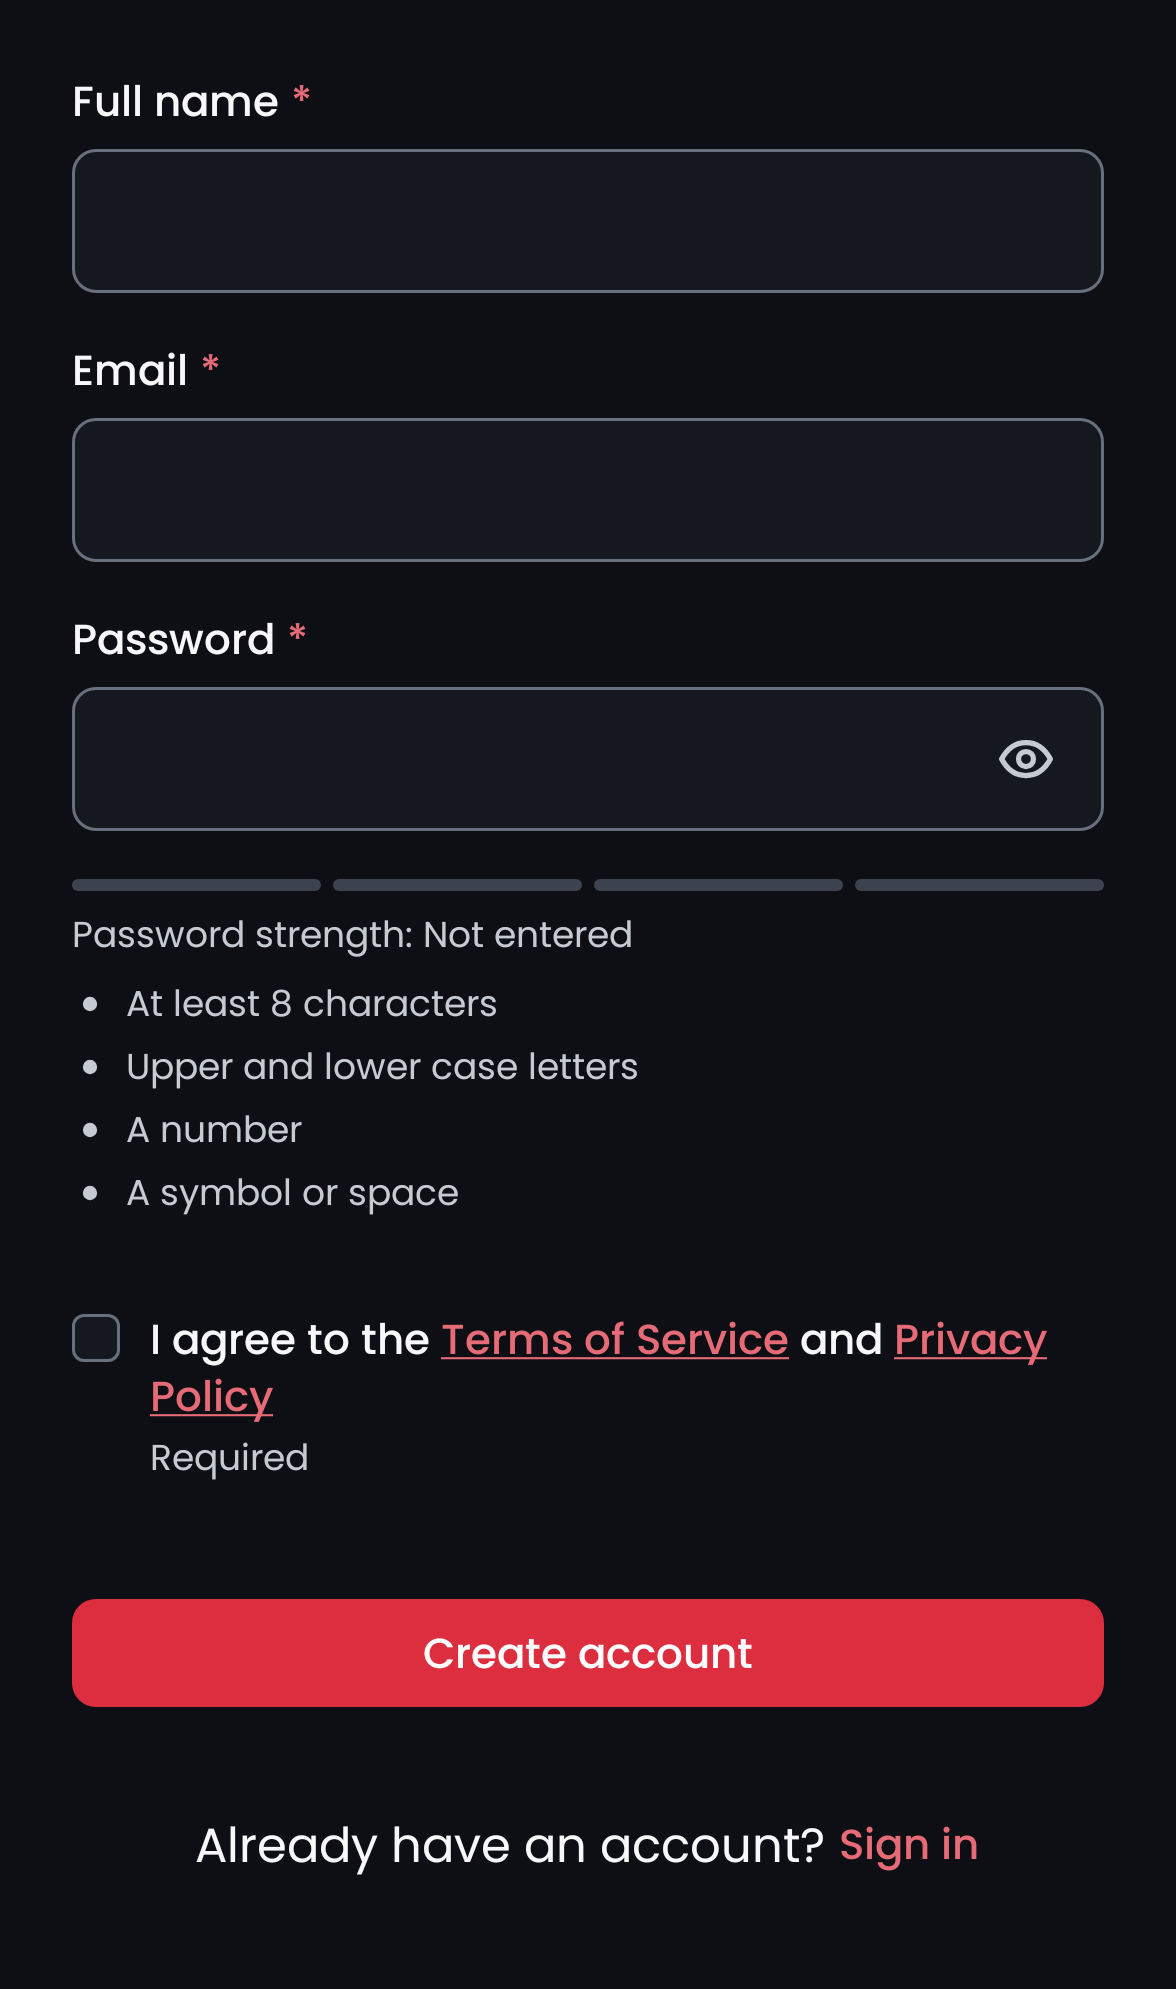 Full name *
Email *
Password *
Password strength: Not entered
At least 8 characters
Upper and lower case letters
A number
A symbol or space
I agree to the Terms of Service and Privacy
Policy
Required
Create account
Already have an account? Sign in